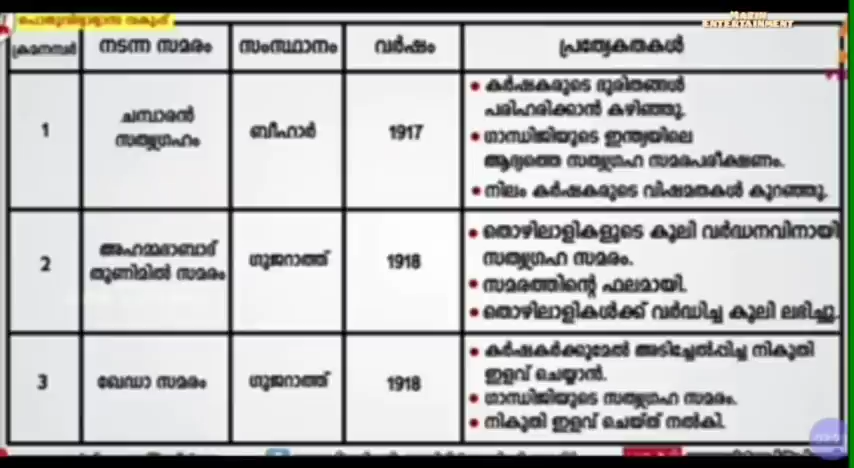 പൊതുവിദ്യാഭ്യാസ വകുപ്പ്
MAZIN
ENTERTAINMENT
ക്രമനമ്പർ നടന്ന സമരം സംസ്ഥാനം വർഷം പ്രത്യേകതകൾ
1 ചമ്പാരൻ സത്യഗ്രഹം ബീഹാർ 1917
• കർഷകരുടെ ദുരിതങ്ങൾ
പരിഹരിക്കാൻ കഴിഞ്ഞു.
• ഗാന്ധിജിയുടെ ഇന്ത്യയിലെ
ആദ്യത്തെ സത്യഗ്രഹ സമരപരീക്ഷണം.
• നിലം കർഷകരുടെ വിഷമതകൾ കുറഞ്ഞു.
2 അഹമ്മദാബാദ് തുണിമിൽ സമരം ഗുജറാത്ത് 1918
• തൊഴിലാളികളുടെ കൂലി വർദ്ധനവിനായി
സത്യഗ്രഹ സമരം.
• സമരത്തിന്റെ ഫലമായി.
• തൊഴിലാളികൾക്ക് വർദ്ധിച്ച കൂലി ലഭിച്ചു.
3 ഖേഡാ സമരം ഗുജറാത്ത് 1918
• കർഷകർക്കുമേൽ അടിച്ചേൽപ്പിച്ച നികുതി
ഇളവ് ചെയ്യാൻ.
• ഗാന്ധിജിയുടെ സത്യഗ്രഹ സമരം.
• നികുതി ഇളവ് ചെയ്ത് നൽകി.